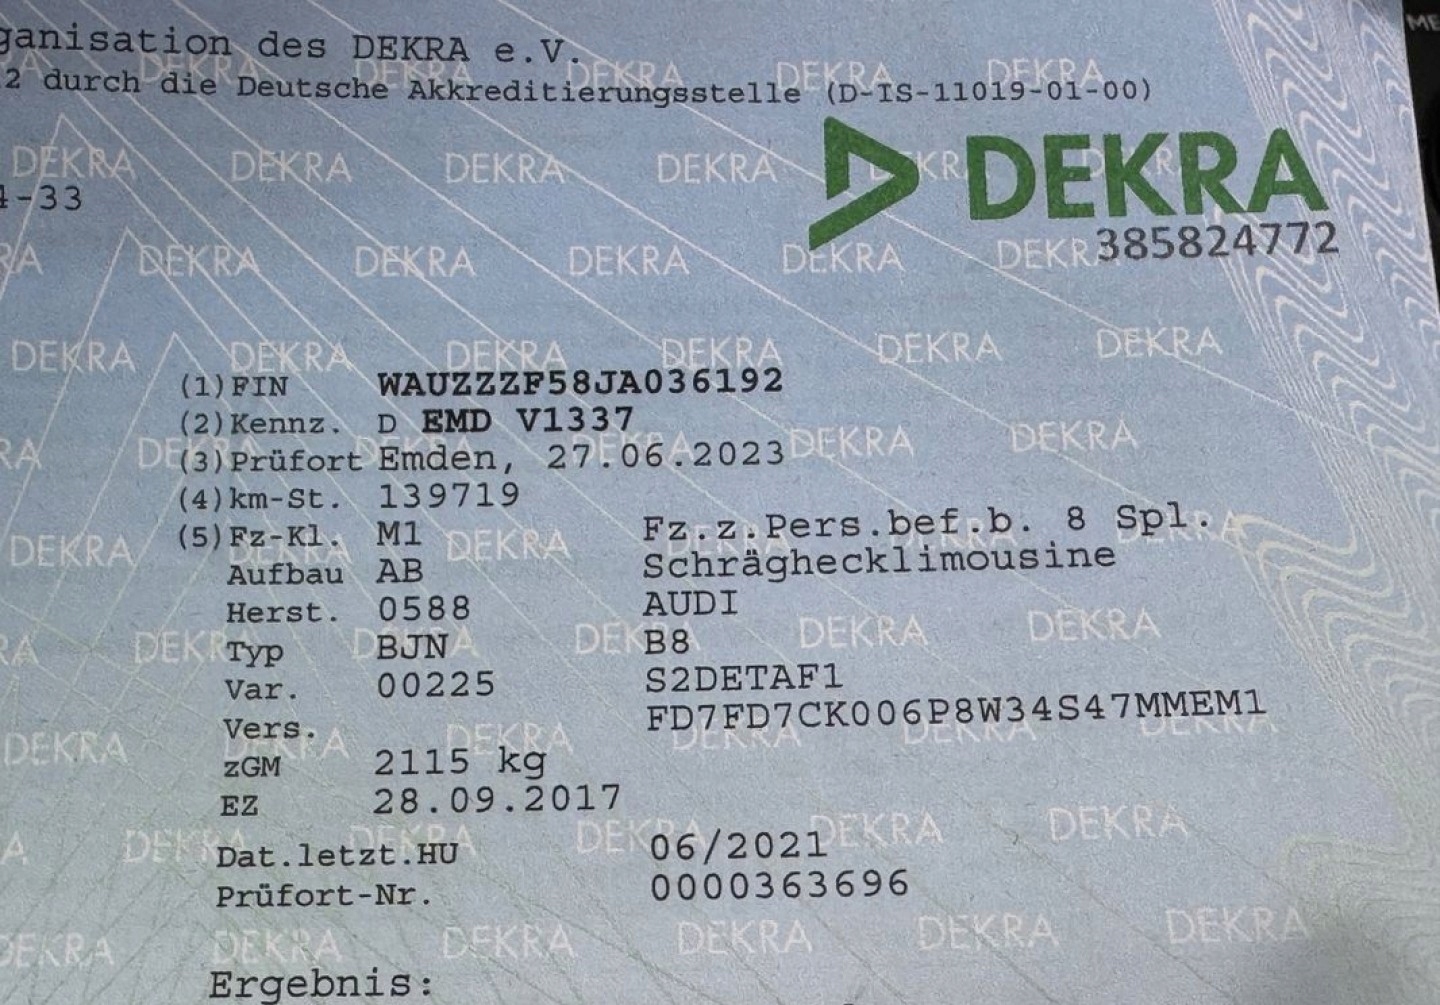 ganisation des DEKRA e.V.
2 durch die Deutsche Akkreditierungsstelle (D-IS-11019-01-00)
DEKRA
4-33
385824772
(1) FIN WAUZZZF58JA036192
(2) Kennz. D EMD V1337
(3) Prüfort Emden, 27.06.2023
(4) km-St. 139719
(5) Fz-Kl. M1 Fz.z.Pers.bef.b. 8 Spl.
Aufbau AB Schräghecklimousine
Herst. 0588 AUDI
Typ BJN B8
Var. 00225 S2DETAF1
Vers. FD7FD7CK006P8W34S47MMEM1
zGM 2115 kg
EZ 28.09.2017
Dat.letzt.HU 06/2021
Prüfort-Nr. 0000363696
Ergebnis: